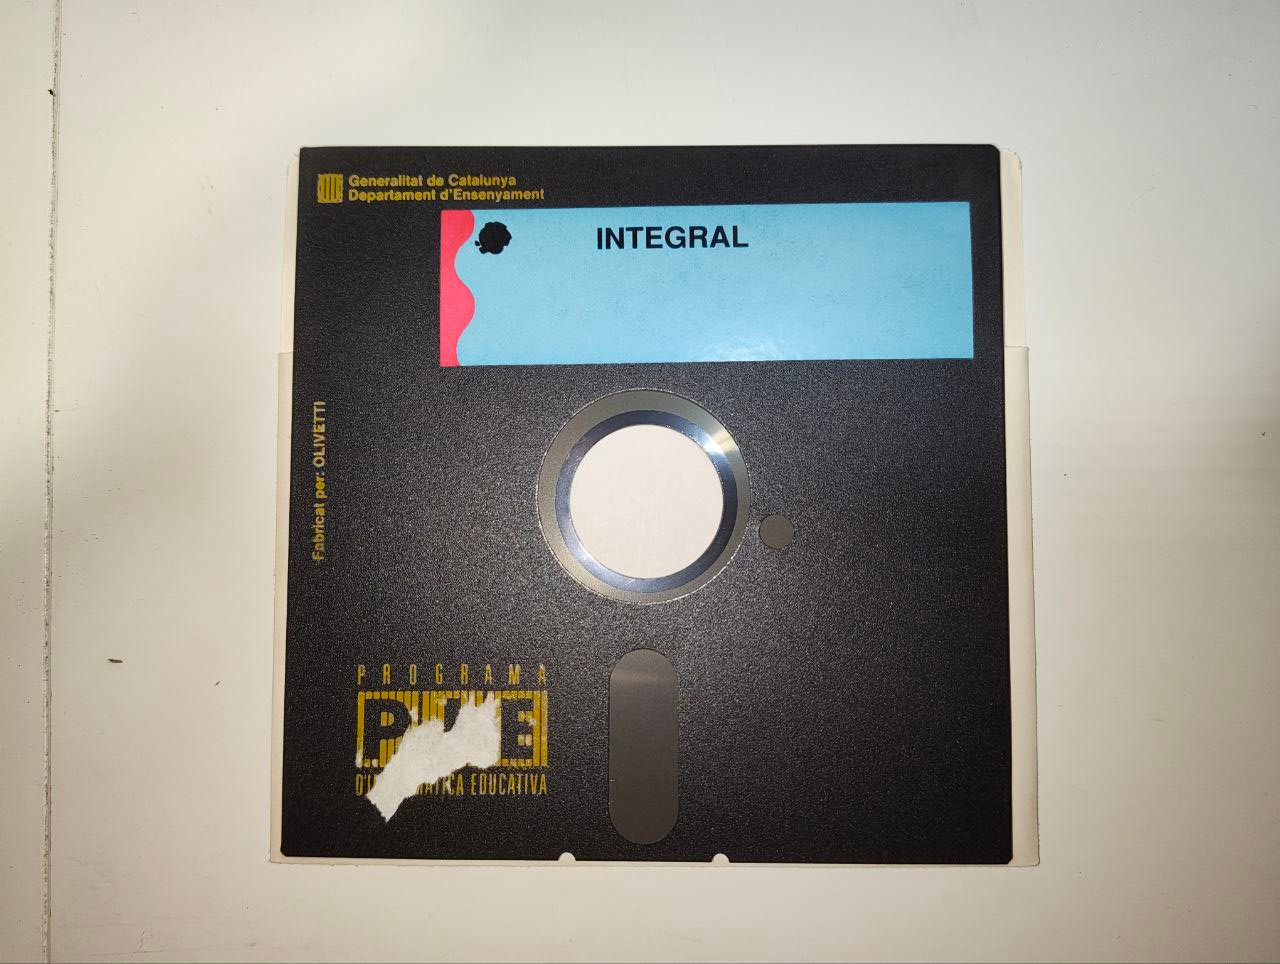 Generalitat de Catalunya
Departament d'Ensenyament
INTEGRAL
Fabricat per: OLIVETTI
PROGRAMA
EDUCATIVA